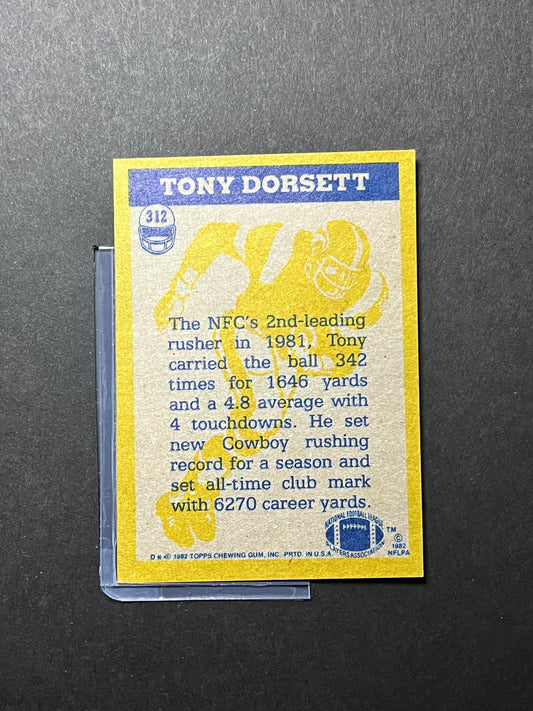 TONY DORSETT
312
The NFC's 2nd-leading
rusher in 1981, Tony
carried the ball 342
times for 1646 yards
and a 4.8 average with
4 touchdowns. He set
new Cowboy rushing
record for a season and
set all-time club mark
with 6270 career yards.
NATIONAL FOOTBALL LEAGUE
PLAYERS ASSOCIATION
™
©
1982
NFLPA
D ✱ © 1982 TOPPS CHEWING GUM, INC. PRTD. IN U.S.A.